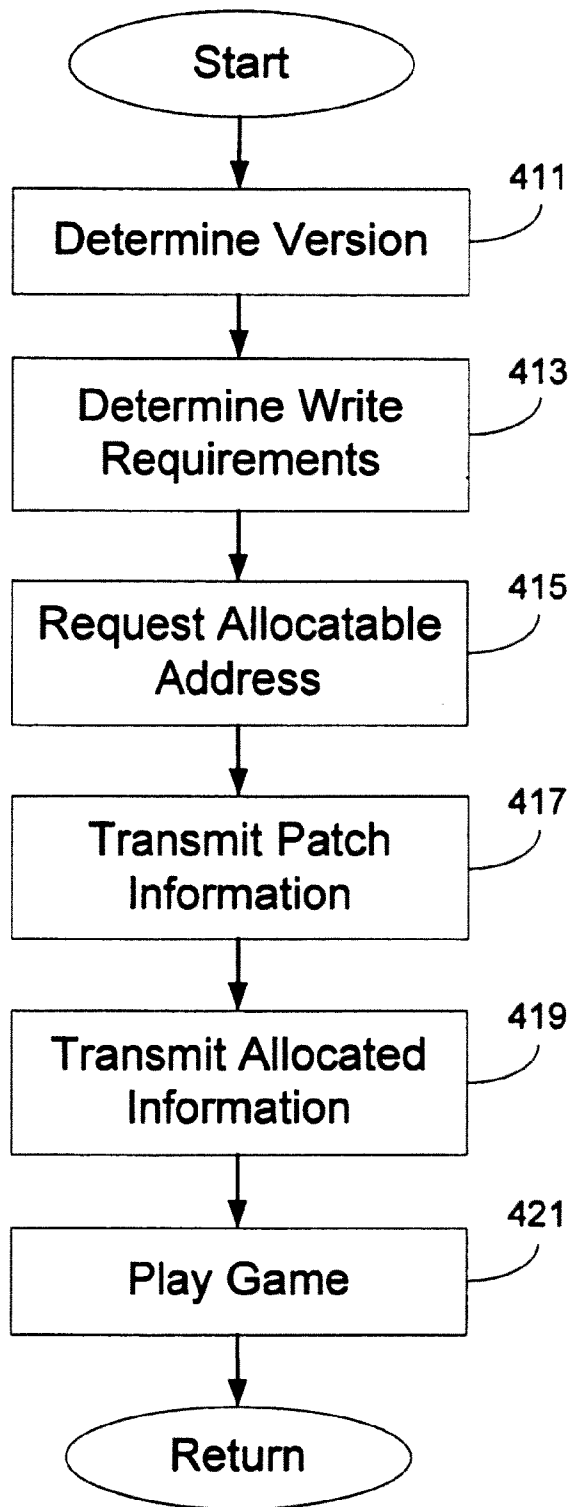 Start
411
Determine Version
413
Determine Write
Requirements
415
Request Allocatable
Address
417
Transmit Patch
Information
419
Transmit Allocated
Information
421
Play Game
Return